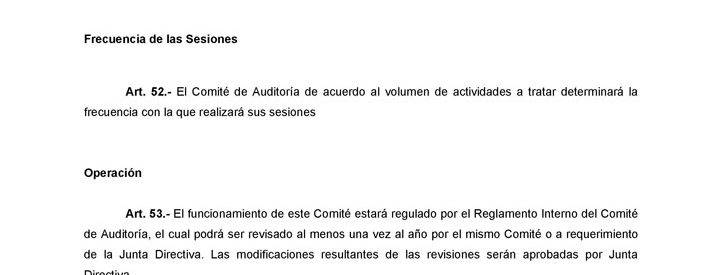 Frecuencia de las Sesiones
Art. 52.- El Comité de Auditoría de acuerdo al volumen de actividades a tratar determinará la
frecuencia con la que realizará sus sesiones
Operación
Art. 53.- El funcionamiento de este Comité estará regulado por el Reglamento Interno del Comité
de Auditoría, el cual podrá ser revisado al menos una vez al año por el mismo Comité o a requerimiento
de la Junta Directiva. Las modificaciones resultantes de las revisiones serán aprobadas por Junta
Directiva.